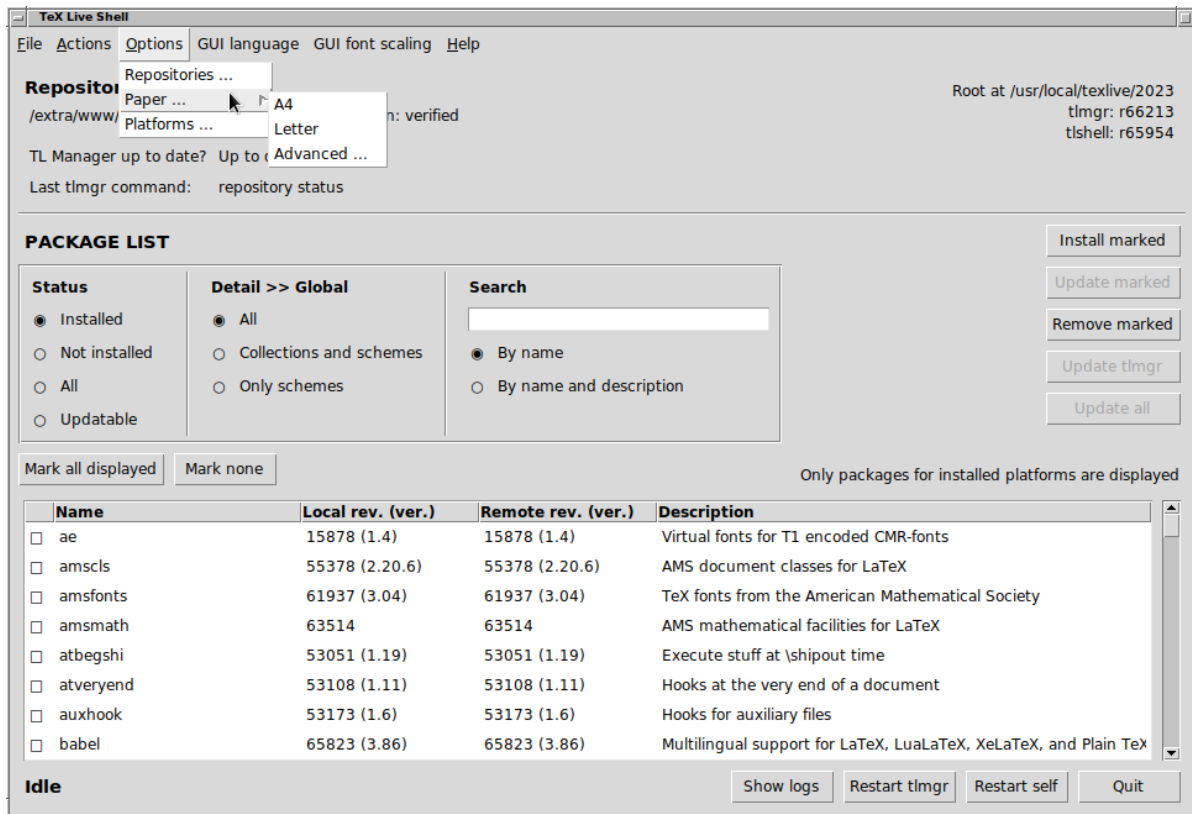 TeX Live Shell
File Actions Options GUI language GUI font scaling Help
Repositories ...
Paper ...
Platforms ...
A4
Letter
Advanced ...
Root at /usr/local/texlive/2023
/extra/www/ n: verified
tlmgr: r66213
tlshell: r65954
TL Manager up to date? Up to
Last tlmgr command: repository status
PACKAGE LIST
Install marked
Update marked
Remove marked
Update tlmgr
Update all
Status
Installed
Not installed
All
Updatable
Detail >> Global
All
Collections and schemes
Only schemes
Search
By name
By name and description
Mark all displayed Mark none
Only packages for installed platforms are displayed
Name Local rev. (ver.) Remote rev. (ver.) Description
ae 15878 (1.4) 15878 (1.4) Virtual fonts for T1 encoded CMR-fonts
amscls 55378 (2.20.6) 55378 (2.20.6) AMS document classes for LaTeX
amsfonts 61937 (3.04) 61937 (3.04) TeX fonts from the American Mathematical Society
amsmath 63514 63514 AMS mathematical facilities for LaTeX
atbegshi 53051 (1.19) 53051 (1.19) Execute stuff at \shipout time
atveryend 53108 (1.11) 53108 (1.11) Hooks at the very end of a document
auxhook 53173 (1.6) 53173 (1.6) Hooks for auxiliary files
babel 65823 (3.86) 65823 (3.86) Multilingual support for LaTeX, LuaLaTeX, XeLaTeX, and Plain TeX
Idle
Show logs Restart tlmgr Restart self Quit